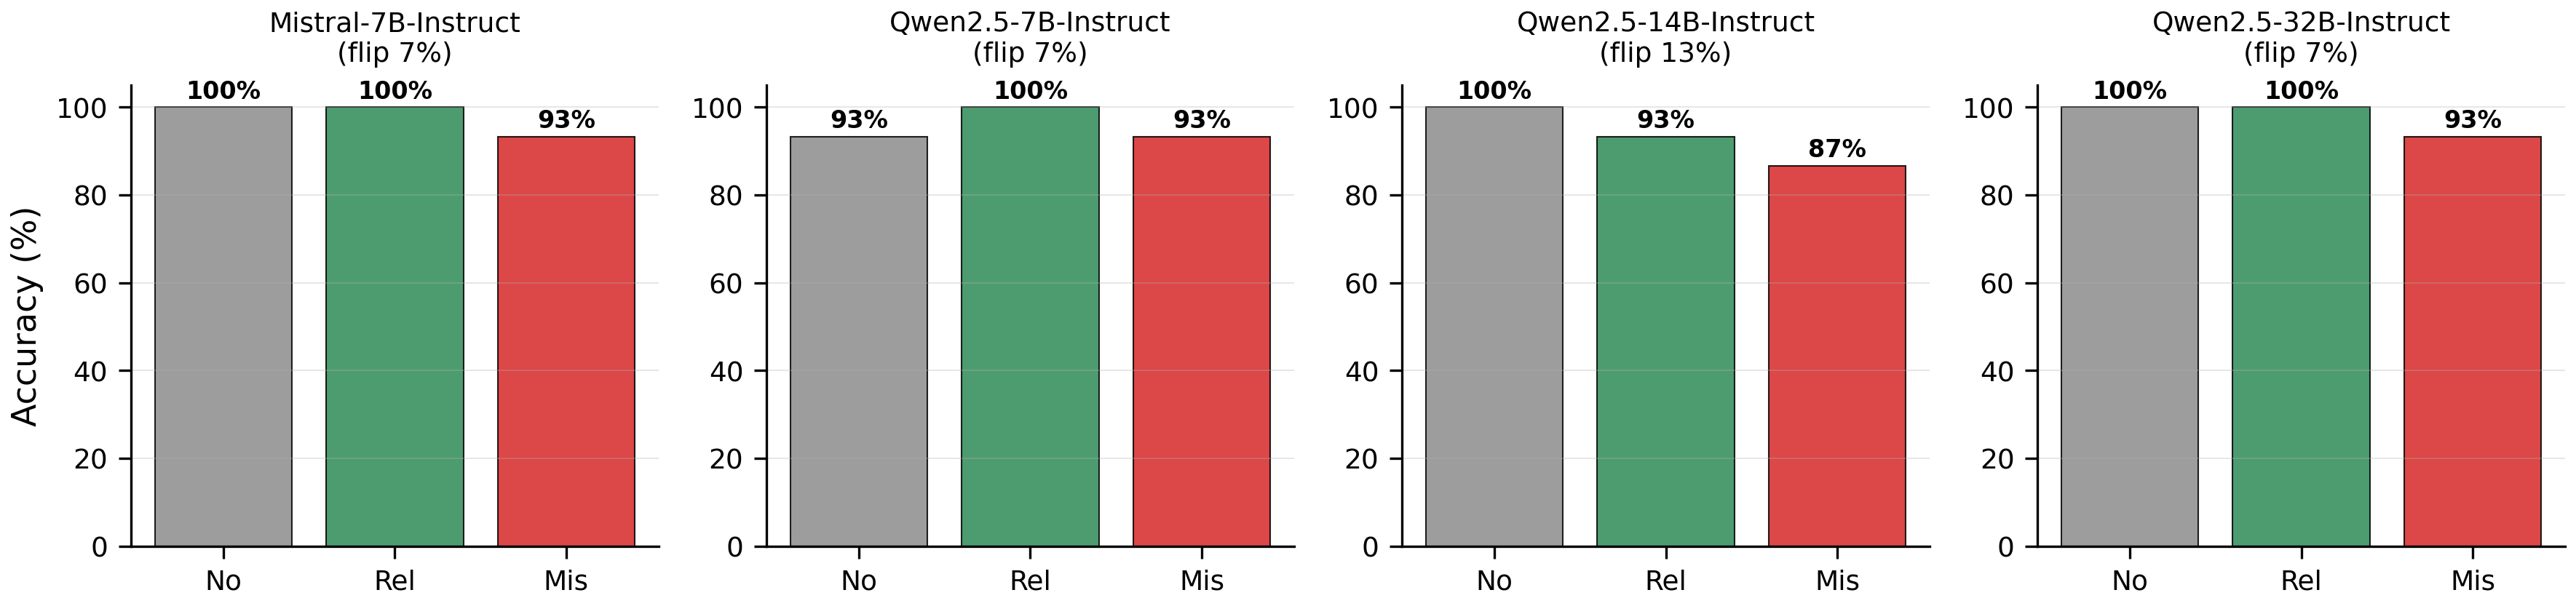 Mistral-7B-Instruct
(flip 7%)
Accuracy (%)
100
80
60
40
20
0
100%
100%
93%
No
Rel
Mis
Qwen2.5-7B-Instruct
(flip 7%)
100
80
60
40
20
0
93%
100%
93%
No
Rel
Mis
Qwen2.5-14B-Instruct
(flip 13%)
100
80
60
40
20
0
100%
93%
87%
No
Rel
Mis
Qwen2.5-32B-Instruct
(flip 7%)
100
80
60
40
20
0
100%
100%
93%
No
Rel
Mis